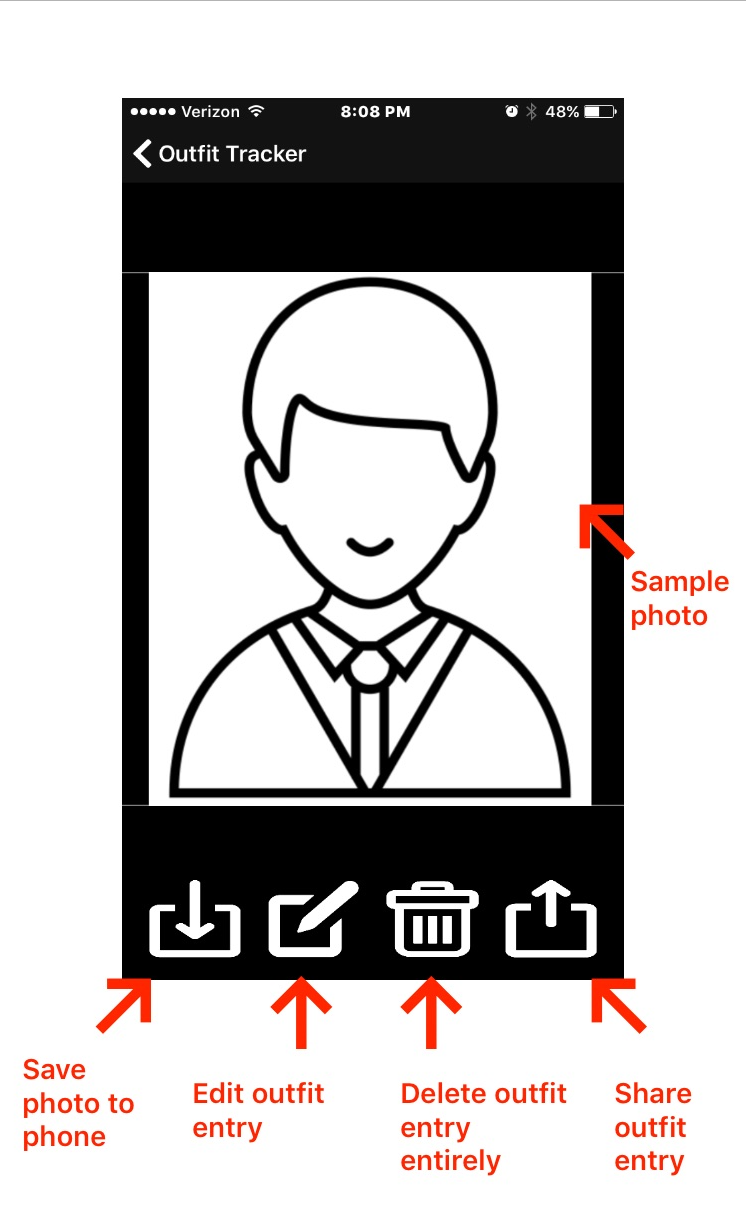 Verizon 8:08 PM 48%
Outfit Tracker
Sample
photo
Save
photo to
phone
Edit outfit
entry
Delete outfit
entry
entirely
Share
outfit
entry